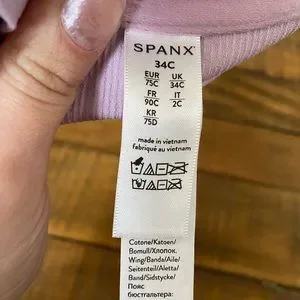 SPANX
34C
EUR UK
75C 34C
FR IT
90C 2C
KR
75D
made in vietnam
fabriqué au vietnam
Cotone/Katoen/
Bomull/Хлопок.
Wing/Banda/Aile/
Seitenteil/Aletta/
Band/Sidstycke/
Пояс
бюстгальтера: